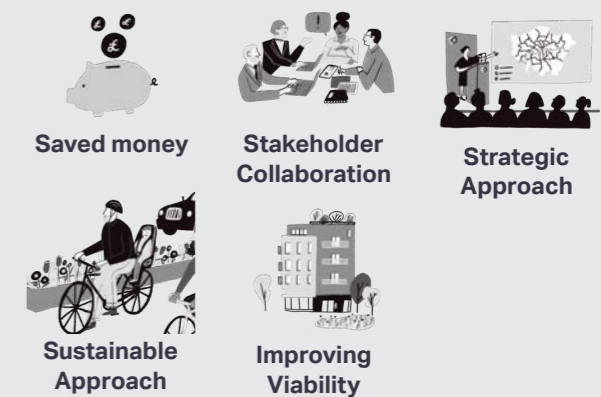 £ £
£
Saved money
!
Stakeholder
Collaboration
Strategic
Approach
Sustainable
Approach
Improving
Viability